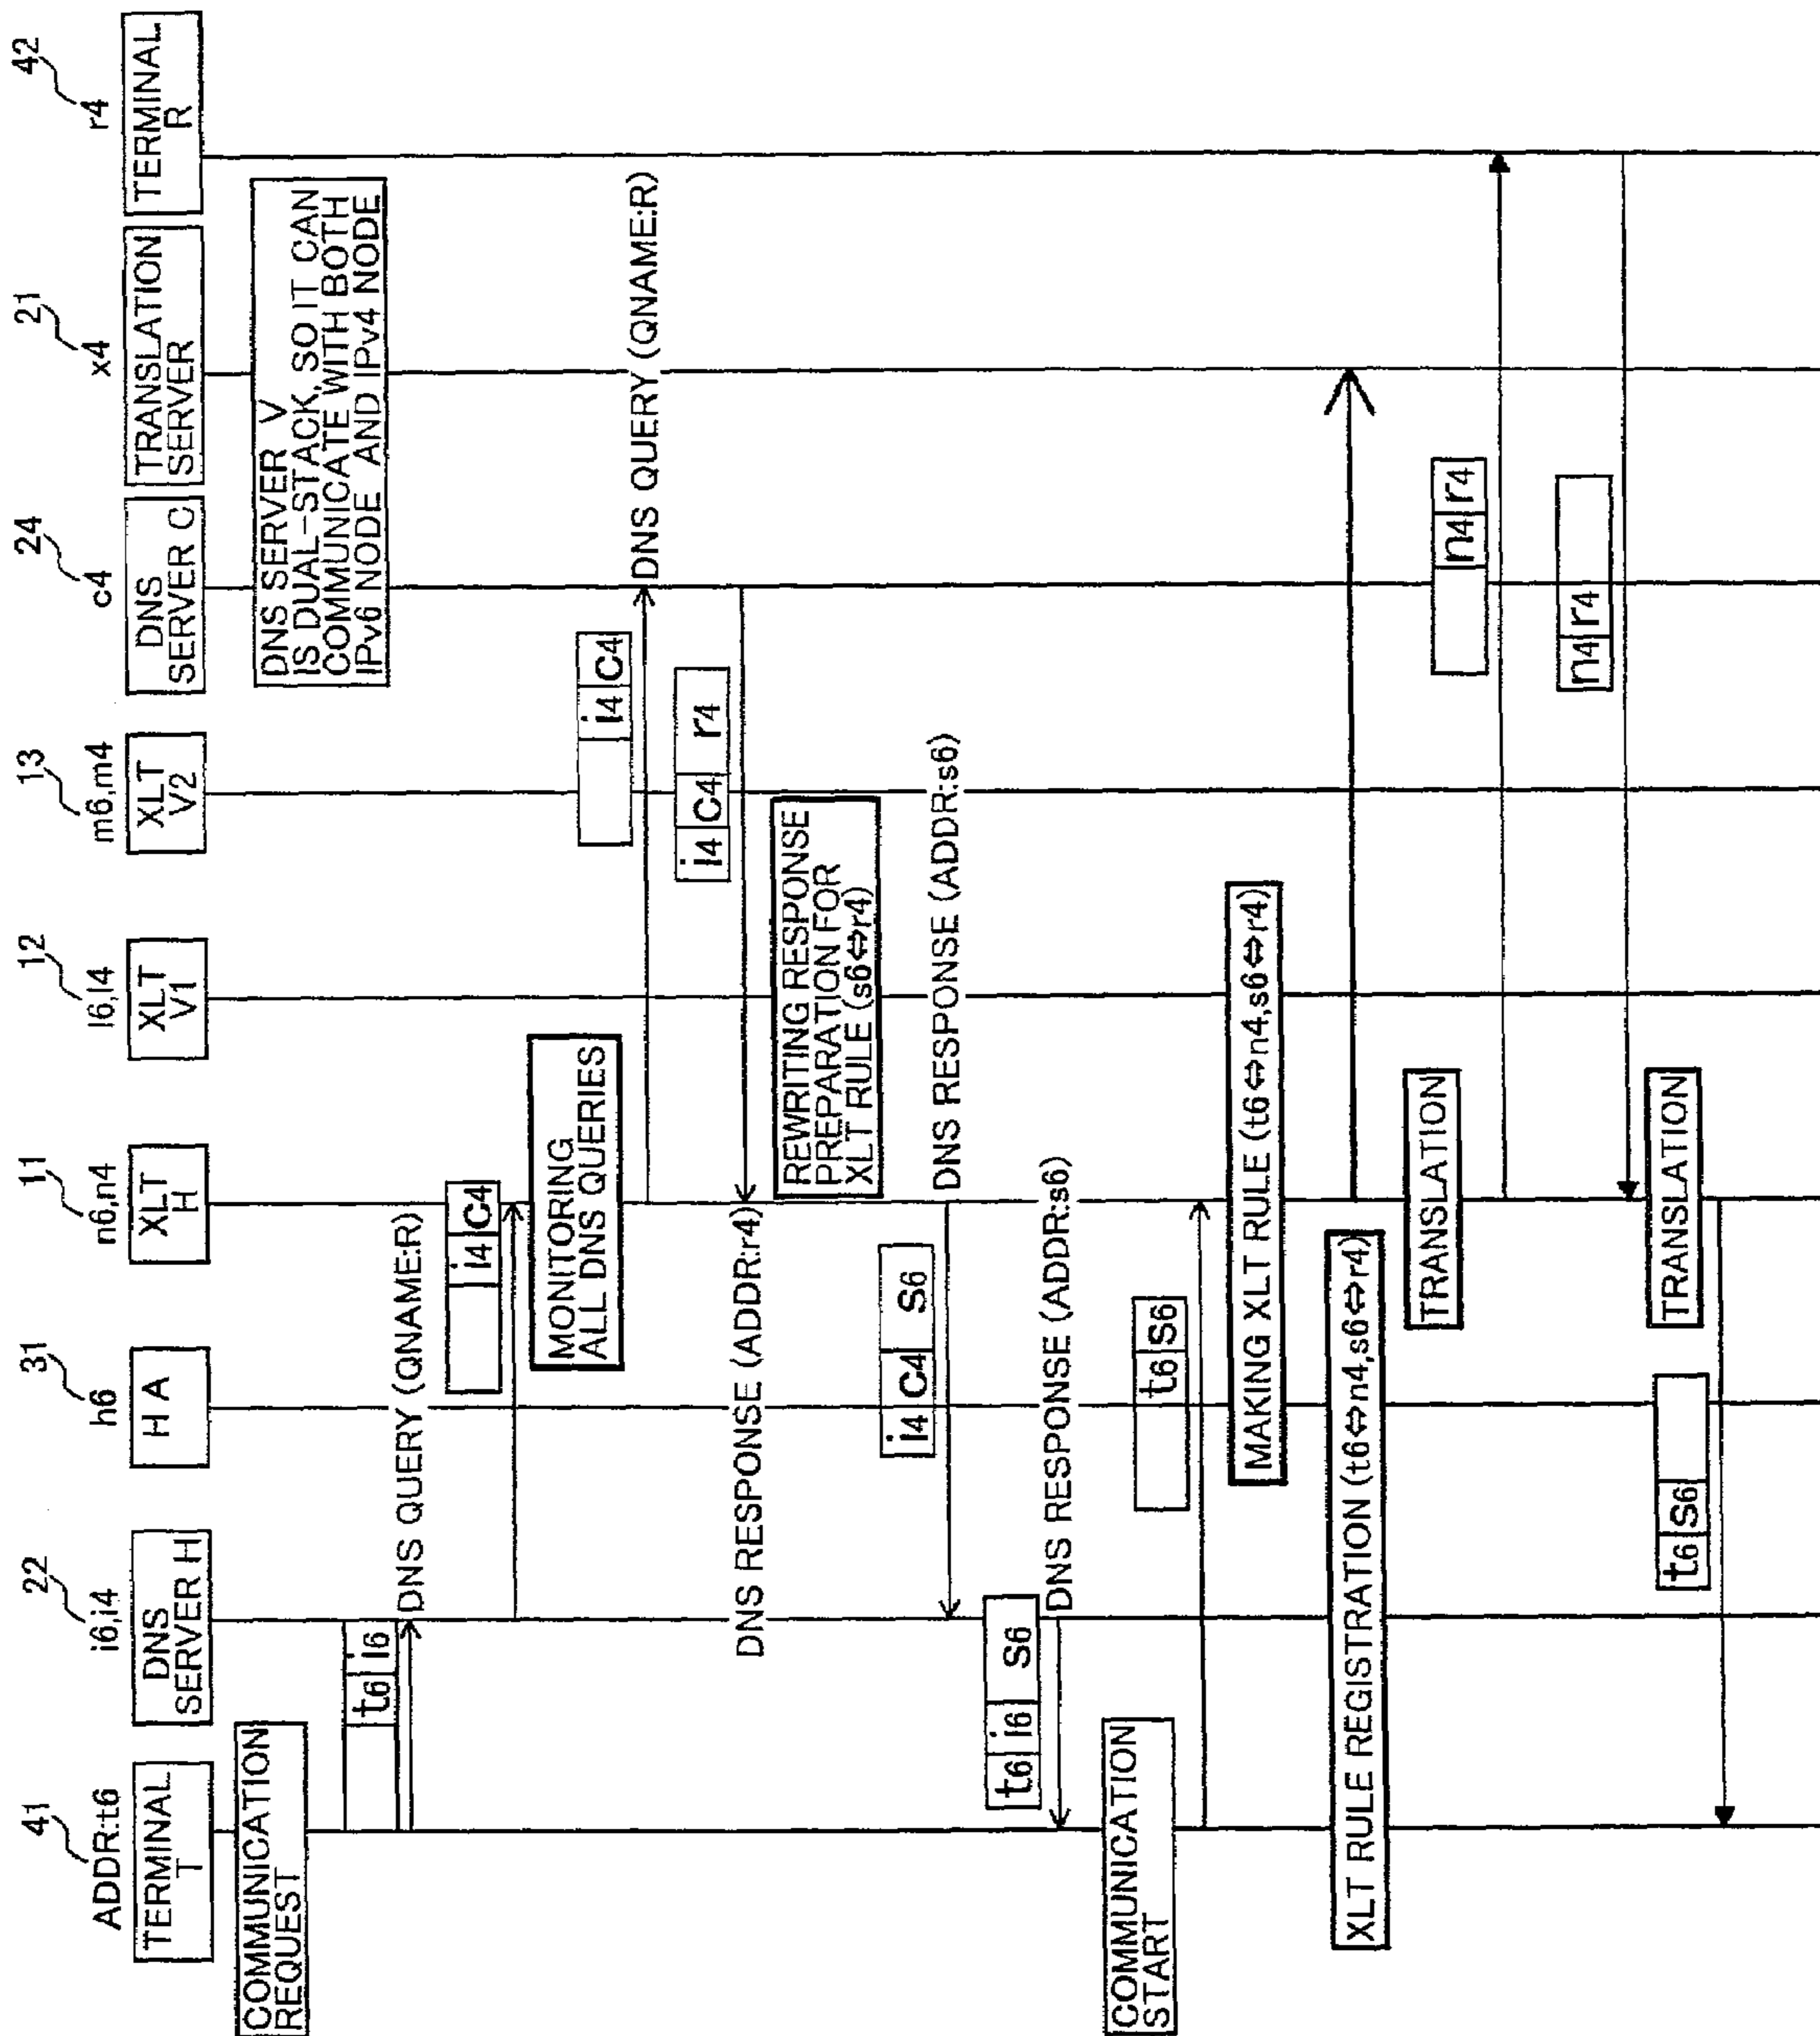 41
ADDR:t6
TERMINAL
T
22
i6,i4
DNS
SERVER H
31
h6
H A
11
n6,n4
XLT
H
12
l6,l4
XLT
V1
13
m6,m4
XLT
V2
24
c4
DNS
SERVER C
21
x4
TRANSLATION
SERVER
42
r4
TERMINAL
R
COMMUNICATION
REQUEST
DNS SERVER V
IS DUAL-STACK, SO IT CAN
COMMUNICATE WITH BOTH
IPv6 NODE AND IPv4 NODE
t6 i6
DNS QUERY (QNAME:R)
i4 C4
MONITORING
ALL DNS QUERIES
i4 C4
DNS QUERY (QNAME:R)
i4 C4 r4
DNS RESPONSE (ADDR:r4)
REWRITING RESPONSE
PREPARATION FOR
XLT RULE (s6⇔r4)
i4 C4 S6
DNS RESPONSE (ADDR:s6)
t6 i6 S6
DNS RESPONSE (ADDR:s6)
COMMUNICATION
START
t6 S6
MAKING XLT RULE (t6⇔n4,s6⇔r4)
XLT RULE REGISTRATION (t6⇔n4,s6⇔r4)
TRANSLATION
n4 r4
n4 r4
TRANSLATION
t6 S6